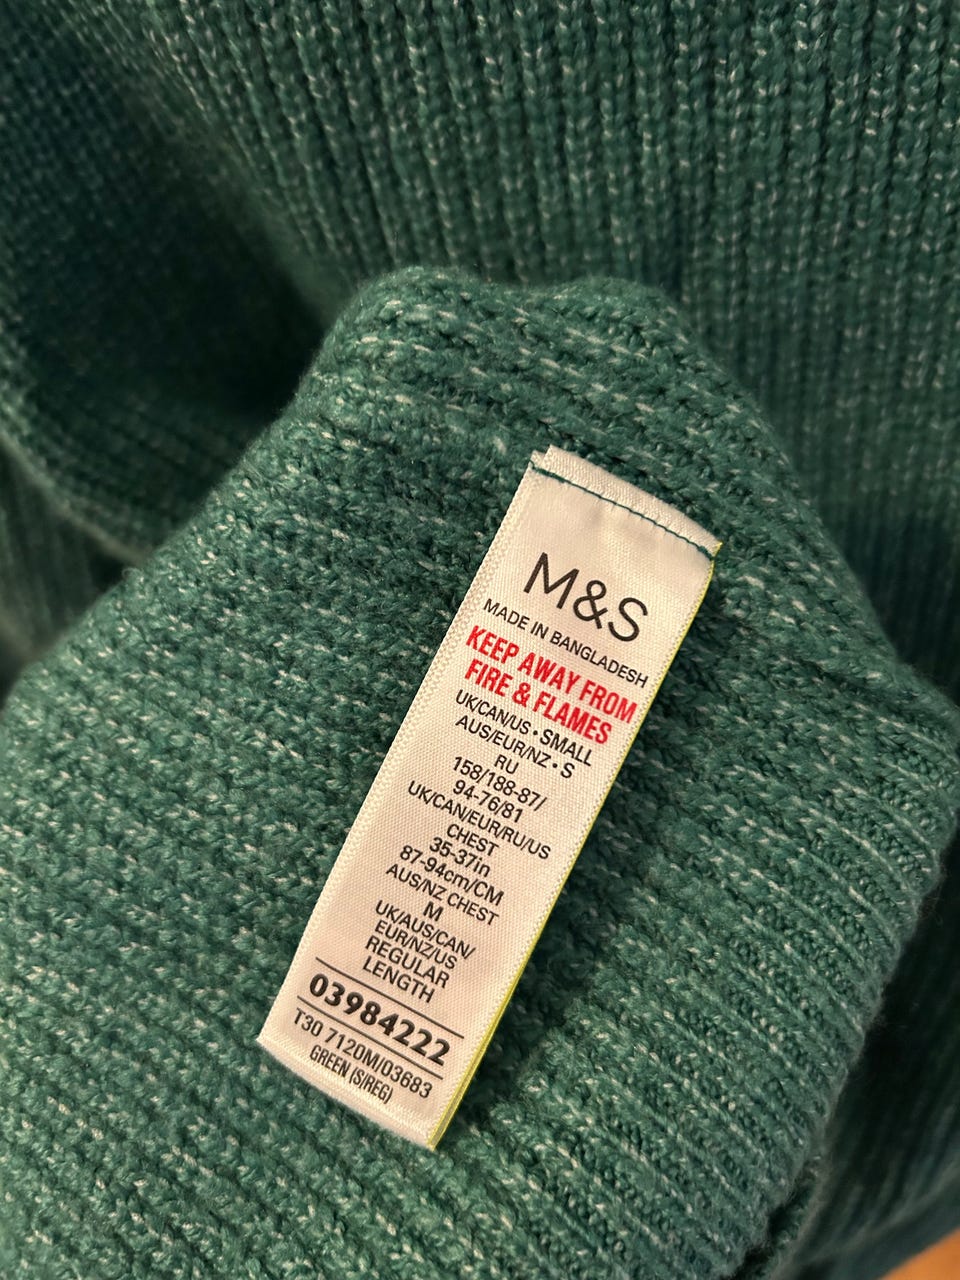 M&S
MADE IN BANGLADESH
KEEP AWAY FROM
FIRE & FLAMES
UK/CAN/US • SMALL
AUS/EUR/NZ • S
RU
158/188-87/
94-76/81
UK/CAN/EUR/RU/US
CHEST
35-37in
87-94cm/CM
AUS/NZ CHEST
M
UK/AUS/CAN/
EUR/NZ/US
REGULAR
LENGTH
03984222
T30 7120M/03683
GREEN (S/REG)